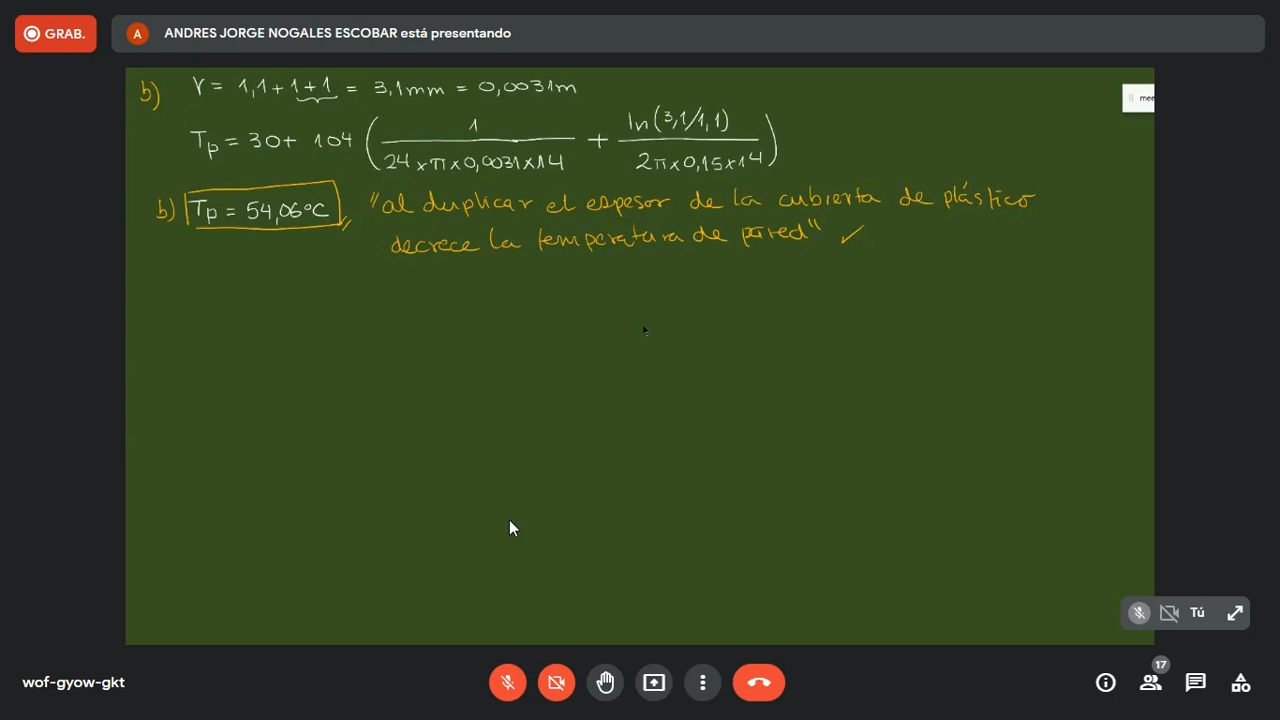 GRAB.
A
ANDRES JORGE NOGALES ESCOBAR está presentando
b) r = 1,1 + 1+1 = 3,1mm = 0,0031m
Tp = 30 + 104 ( 1 / 24×π×0,0031×14 + ln(3,1/1,1) / 2π×0,15×14 )
b) Tp = 54,06°C
"al duplicar el espesor de la cubierta de plástico
decrece la temperatura de pared" ✓
mee
Tú
wof-gyow-gkt
17